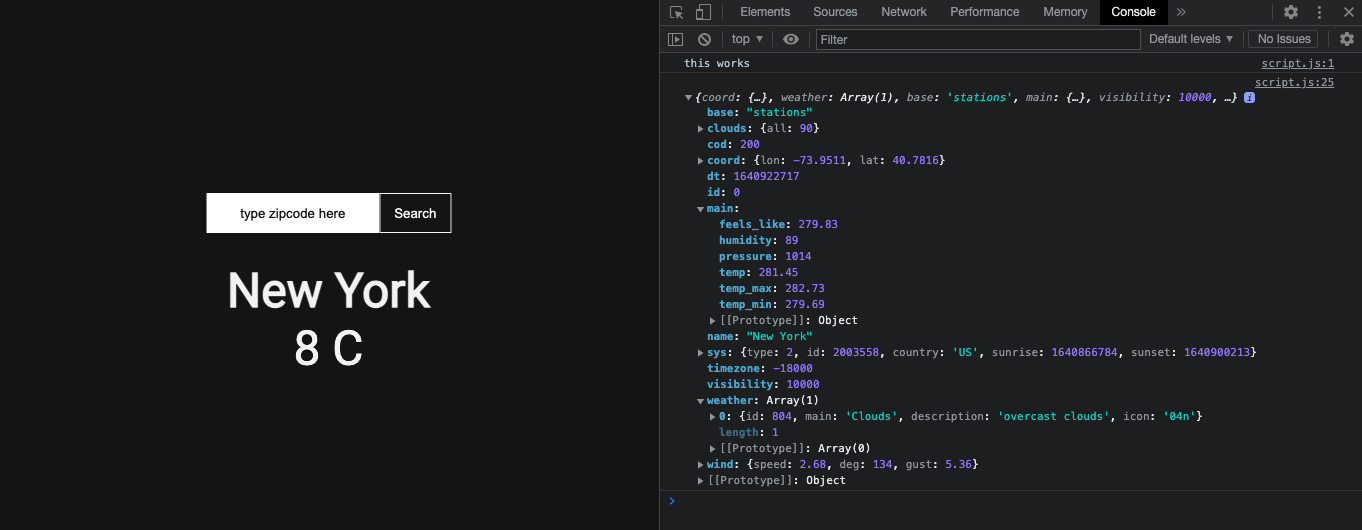 type zipcode here Search
New York
8 C
Elements Sources Network Performance Memory Console »
top ▼ Filter Default levels ▼ No Issues
this works script.js:1
script.js:25
▼{coord: {…}, weather: Array(1), base: 'stations', main: {…}, visibility: 10000, …} i
base: "stations"
▶clouds: {all: 90}
cod: 200
▶coord: {lon: -73.9511, lat: 40.7816}
dt: 1640922717
id: 0
▼main:
feels_like: 279.83
humidity: 89
pressure: 1014
temp: 281.45
temp_max: 282.73
temp_min: 279.69
▶[[Prototype]]: Object
name: "New York"
▶sys: {type: 2, id: 2003558, country: 'US', sunrise: 1640866784, sunset: 1640900213}
timezone: -18000
visibility: 10000
▼weather: Array(1)
▶0: {id: 804, main: 'Clouds', description: 'overcast clouds', icon: '04n'}
length: 1
▶[[Prototype]]: Array(0)
▶wind: {speed: 2.68, deg: 134, gust: 5.36}
▶[[Prototype]]: Object
>